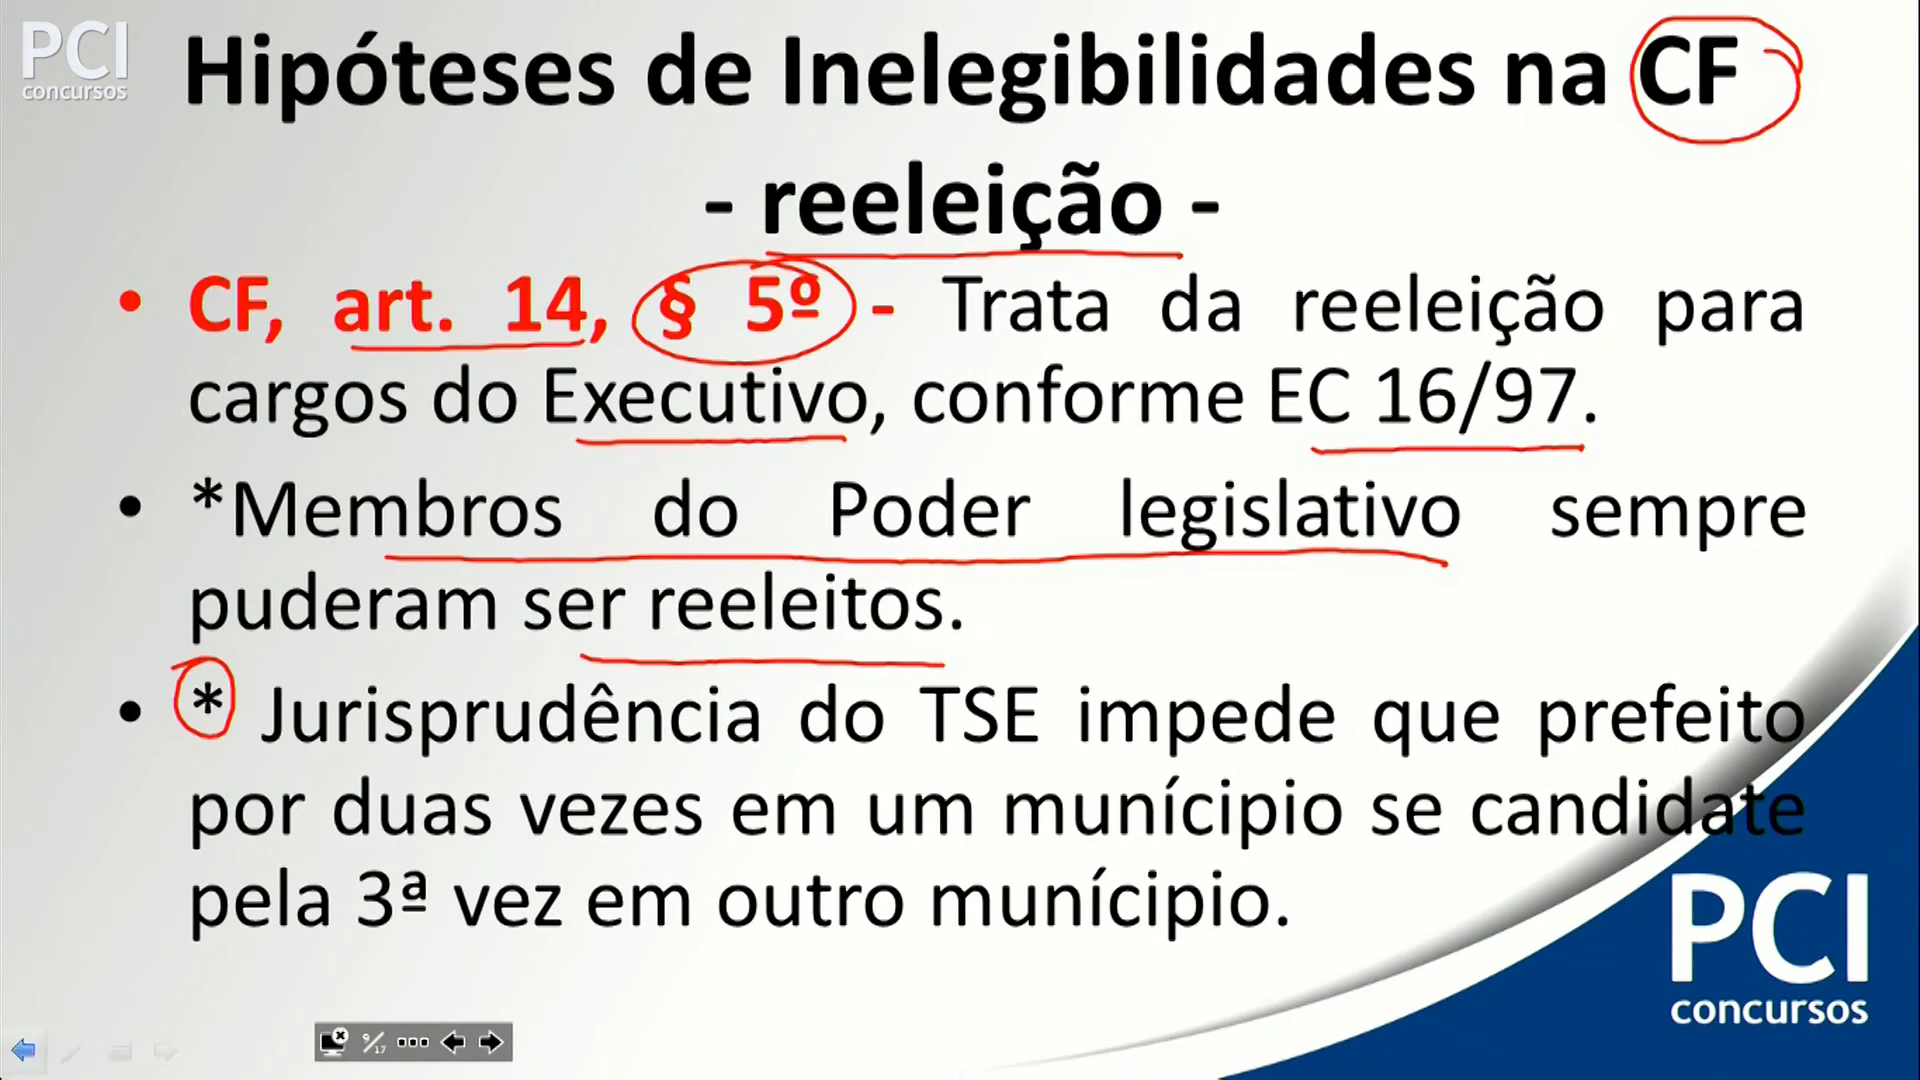 PCI
concursos
Hipóteses de Inelegibilidades na CF
- reeleição -
• CF, art. 14, § 5º - Trata da reeleição para
cargos do Executivo, conforme EC 16/97.
• *Membros do Poder legislativo sempre
puderam ser reeleitos.
• * Jurisprudência do TSE impede que prefeito
por duas vezes em um munícipio se candidate
pela 3ª vez em outro munícipio.
PCI
concursos
9/17